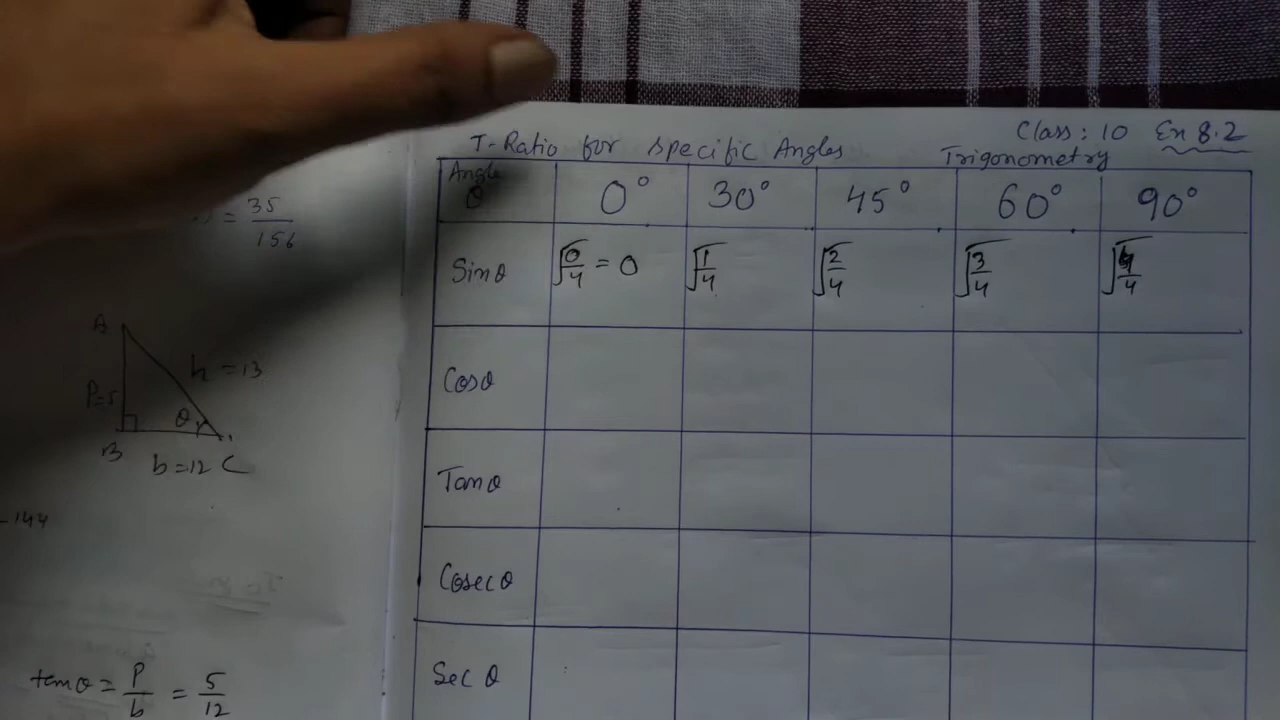 = 35/156
A
h = 13
P=5
θ
B
b=12 C
- 144
tanθ = P/b = 5/12
Class: 10 Ex 8.2
T-Ratio for specific Angles Trigonometry
Angle θ 0° 30° 45° 60° 90°
Sinθ √0/4 = 0 √1/4 √2/4 √3/4 √4/4
Cosθ
Tanθ
Cosecθ
Sec θ